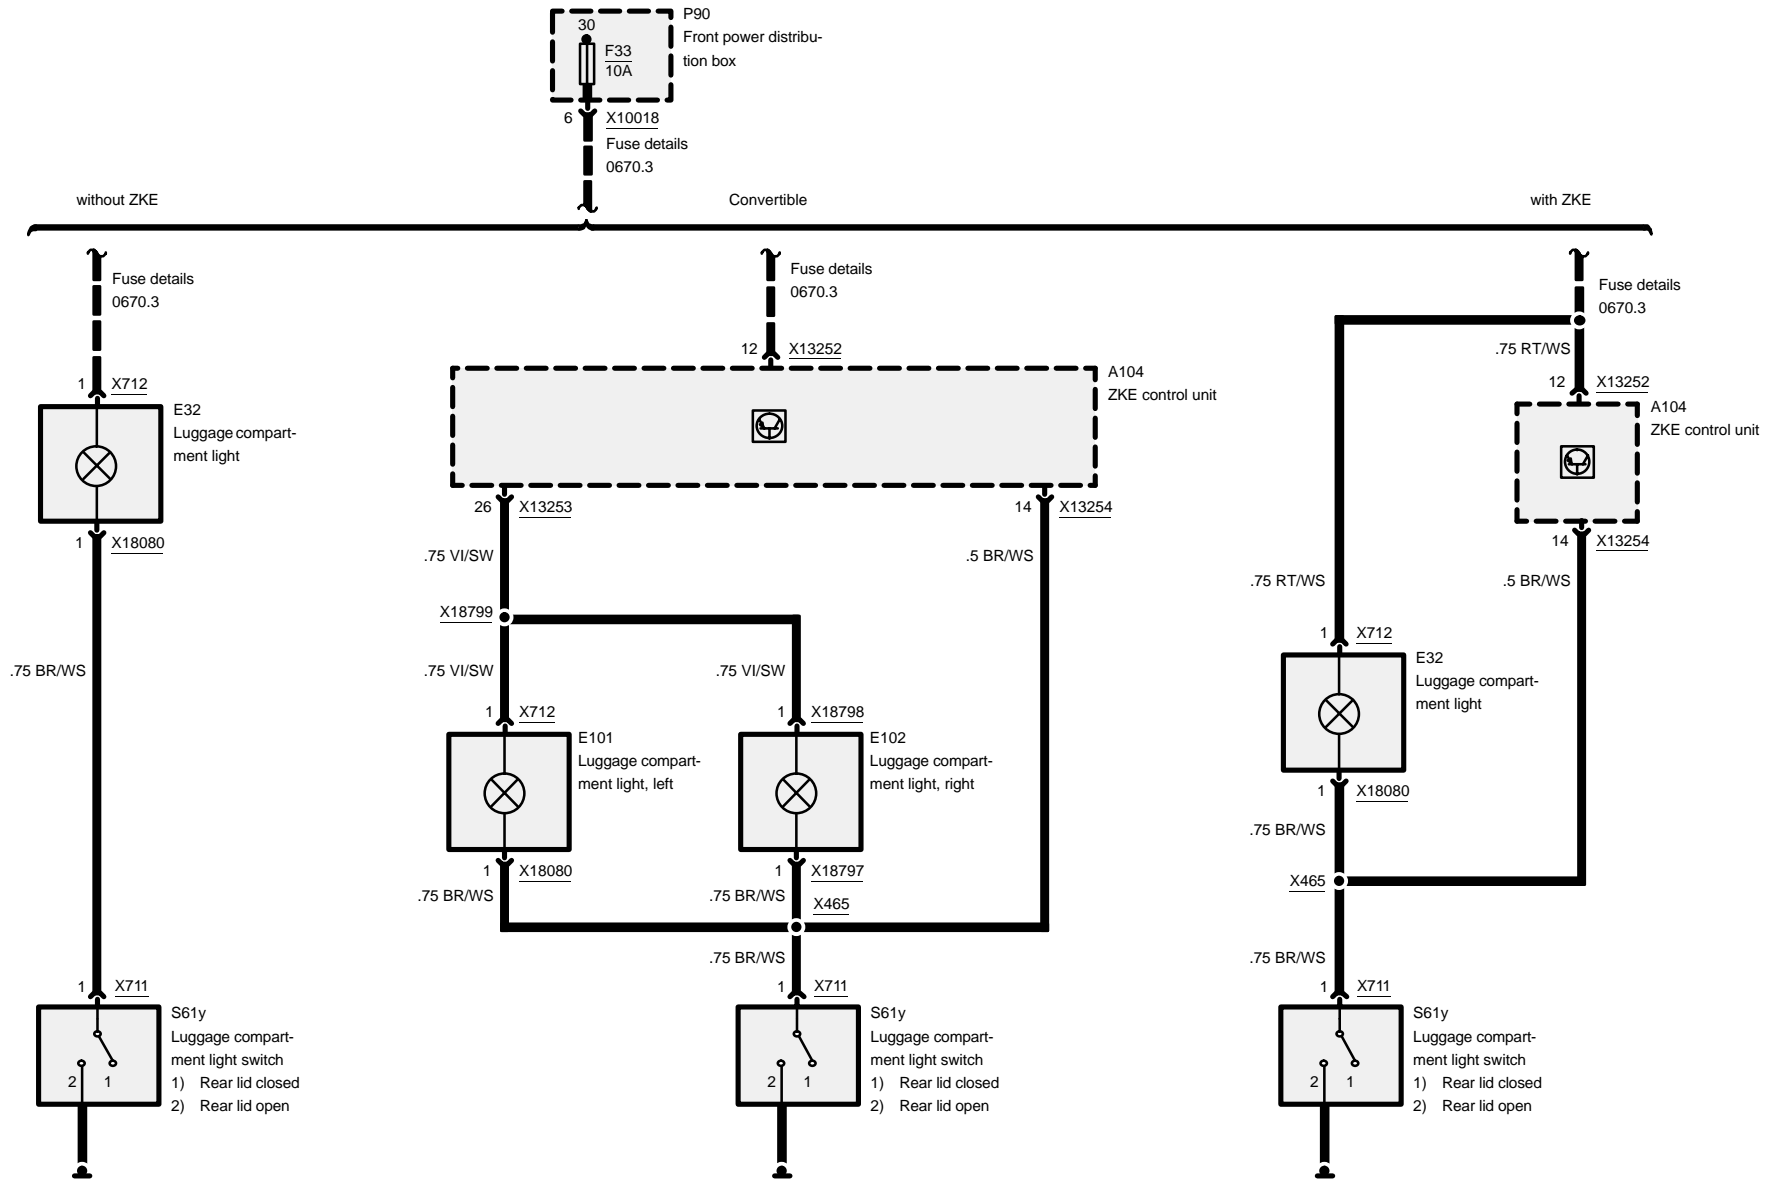 30
F33
10A
P90
Front power distribu-
tion box
6 X10018
Fuse details
0670.3
without ZKE
Convertible
with ZKE
Fuse details
0670.3
1 X712
E32
Luggage compart-
ment light
1 X18080
.75 BR/WS
1 X711
S61y
Luggage compart-
ment light switch
1) Rear lid closed
2) Rear lid open
2 1
Fuse details
0670.3
12 X13252
A104
ZKE control unit
26 X13253
14 X13254
.75 VI/SW
.5 BR/WS
X18799
.75 VI/SW
.75 VI/SW
1 X712
1 X18798
E101
Luggage compart-
ment light, left
E102
Luggage compart-
ment light, right
1 X18080
1 X18797
.75 BR/WS
.75 BR/WS
X465
.75 BR/WS
1 X711
S61y
Luggage compart-
ment light switch
1) Rear lid closed
2) Rear lid open
2 1
Fuse details
0670.3
.75 RT/WS
12 X13252
A104
ZKE control unit
14 X13254
.75 RT/WS
.5 BR/WS
1 X712
E32
Luggage compart-
ment light
1 X18080
.75 BR/WS
X465
.75 BR/WS
1 X711
S61y
Luggage compart-
ment light switch
1) Rear lid closed
2) Rear lid open
2 1